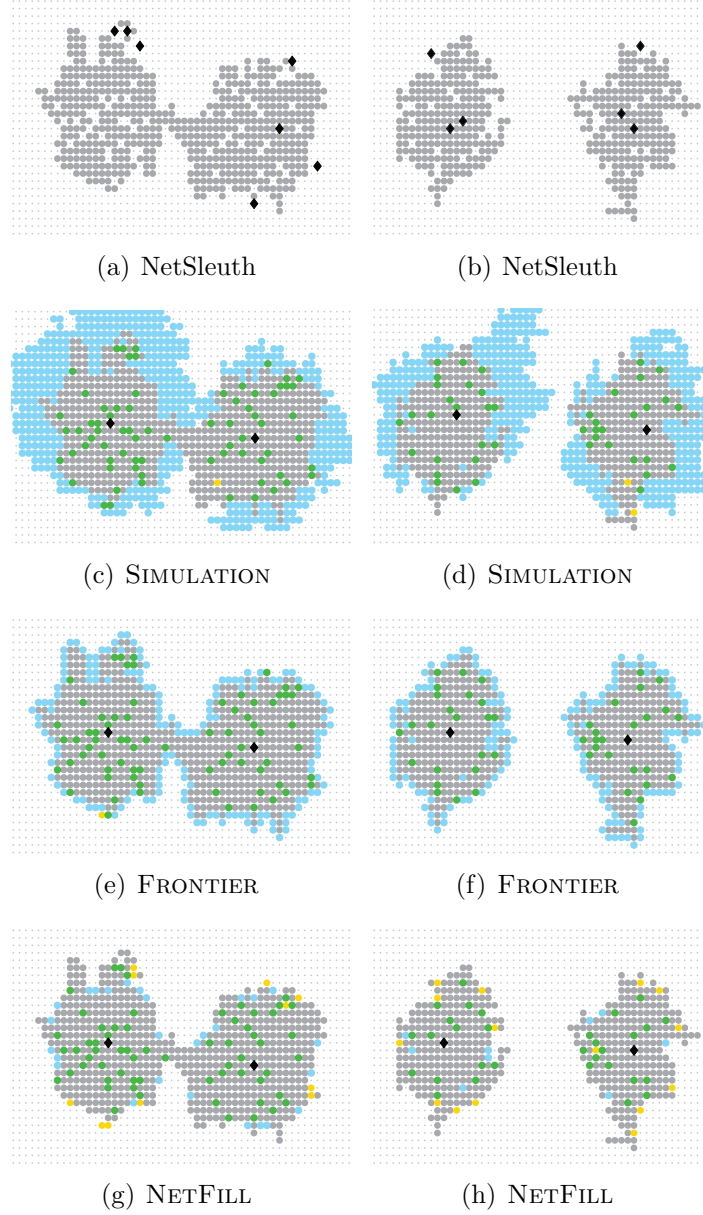 (a) NetSleuth
(b) NetSleuth
(c) SIMULATION
(d) SIMULATION
(e) FRONTIER
(f) FRONTIER
(g) NETFILL
(h) NETFILL